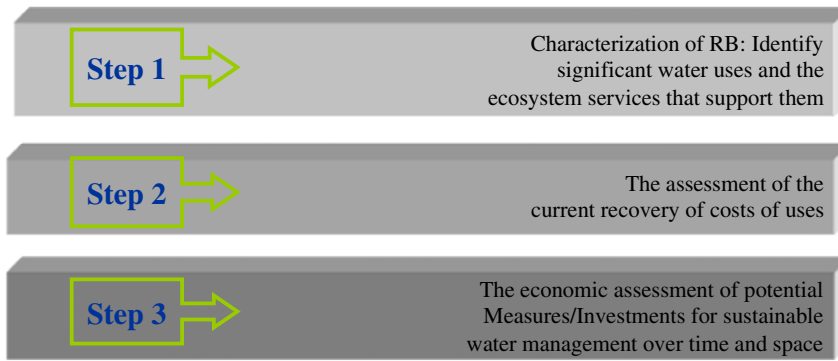 Step 1
Characterization of RB: Identify
significant water uses and the
ecosystem services that support them
Step 2
The assessment of the
current recovery of costs of uses
Step 3
The economic assessment of potential
Measures/Investments for sustainable
water management over time and space